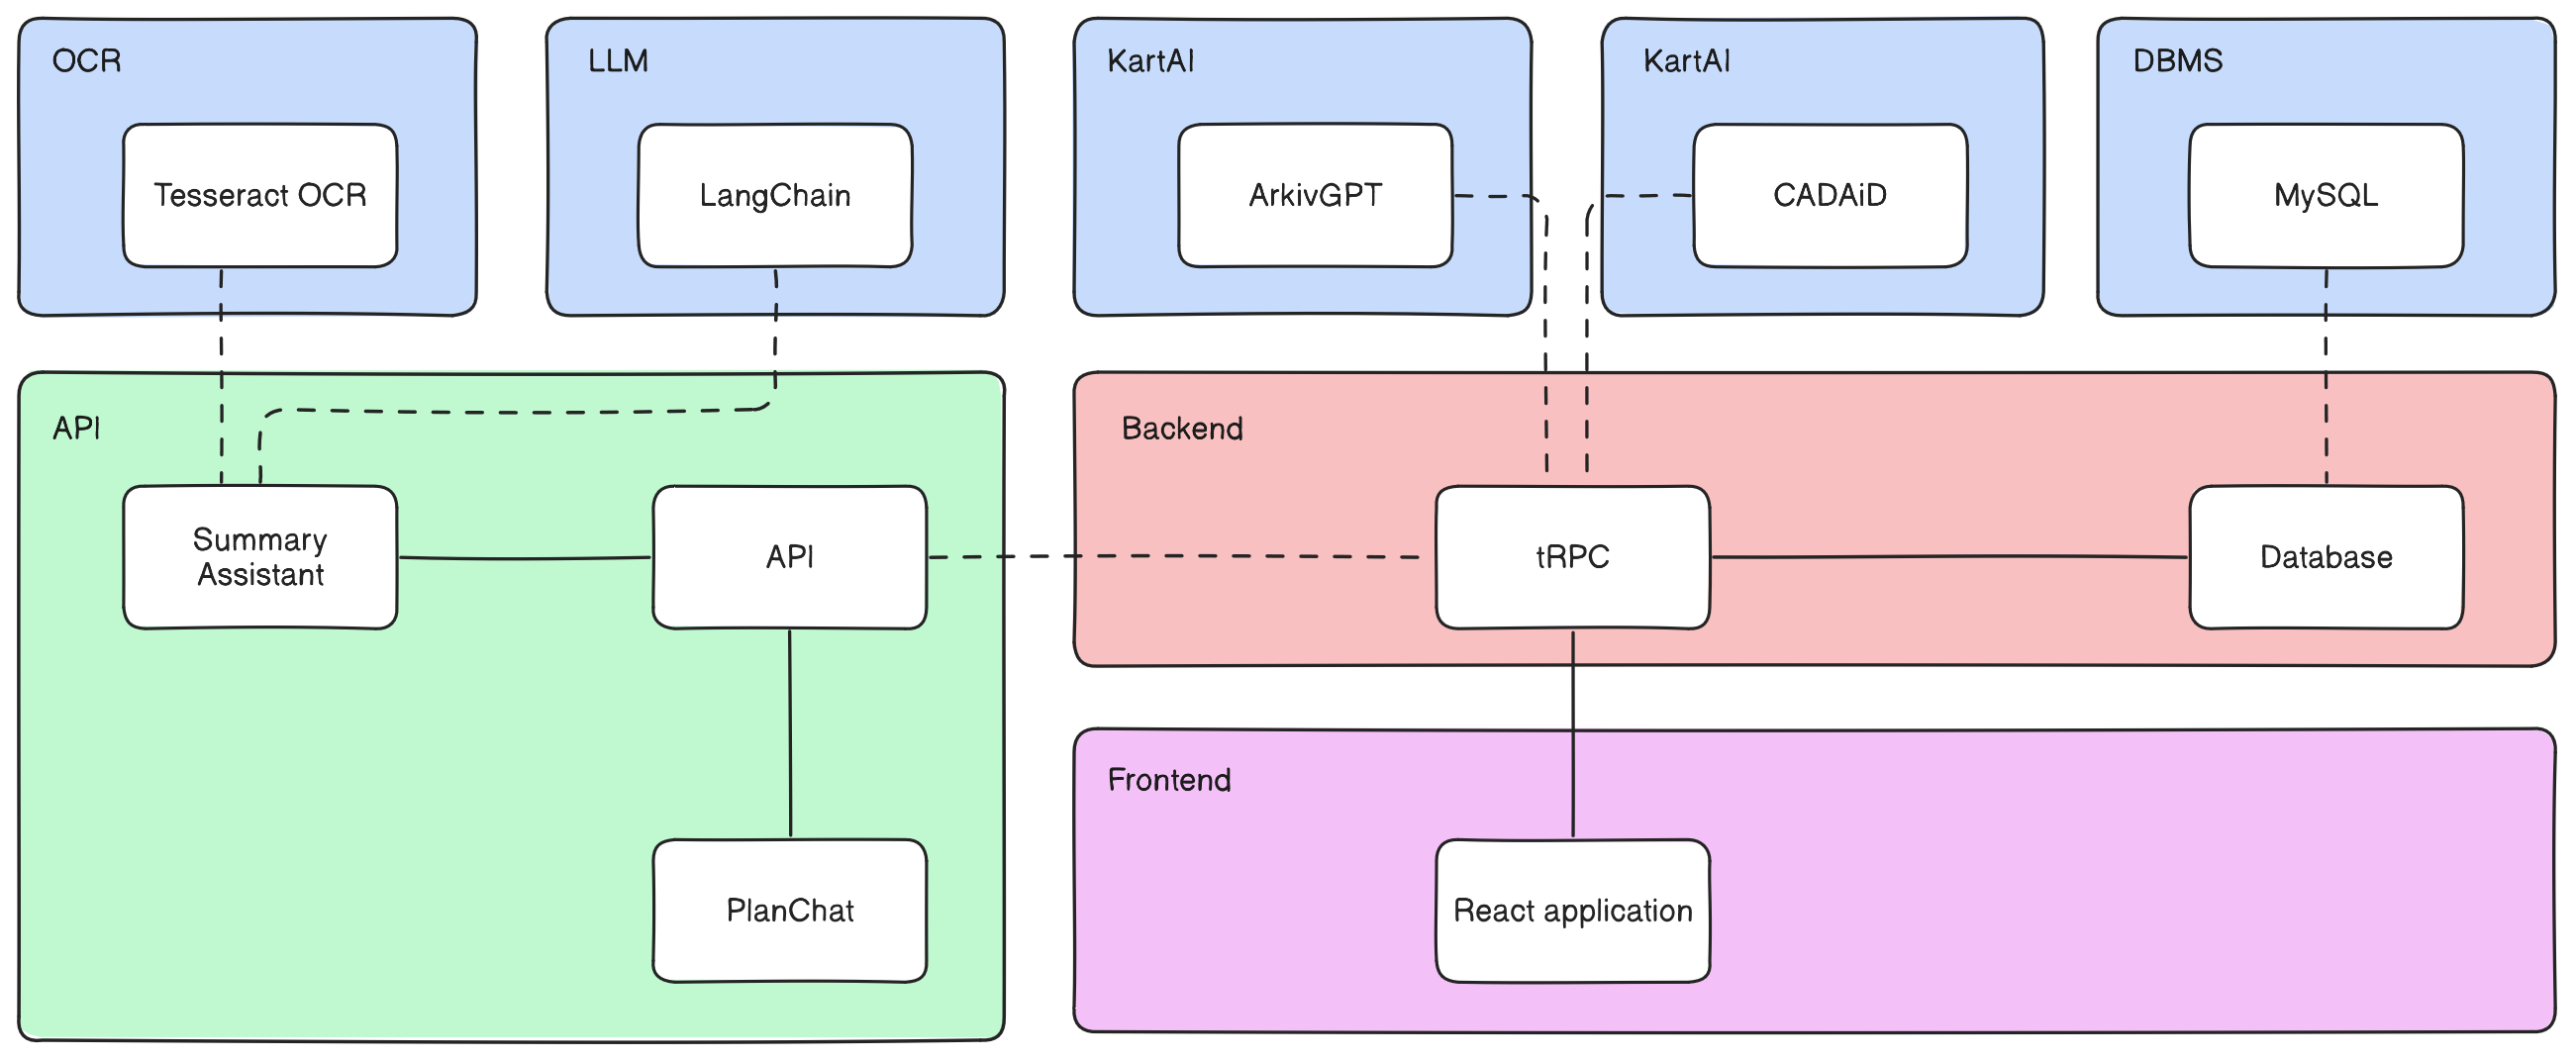 OCR
Tesseract OCR
LLM
LangChain
KartAI
ArkivGPT
KartAI
CADAiD
DBMS
MySQL
API
Summary
Assistant
API
PlanChat
Backend
tRPC
Database
Frontend
React application